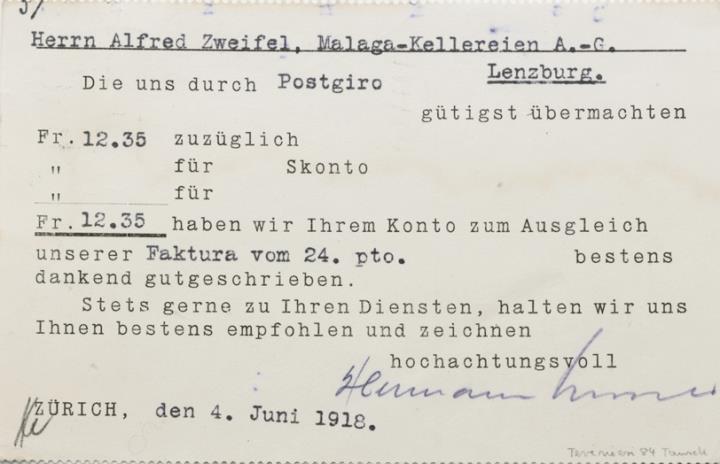 Herrn Alfred Zweifel, Malaga-Kellereien A.-G.
Lenzburg.
Die uns durch Postgiro
gütigst übermachten
Fr. 12.35 zuzüglich
" für Skonto
" für
Fr. 12.35 haben wir Ihrem Konto zum Ausgleich
unserer Faktura vom 24. pto. bestens
dankend gutgeschrieben.
Stets gerne zu Ihren Diensten, halten wir uns
Ihnen bestens empfohlen und zeichnen
hochachtungsvoll
Hermann
ZÜRICH, den 4. Juni 1918.